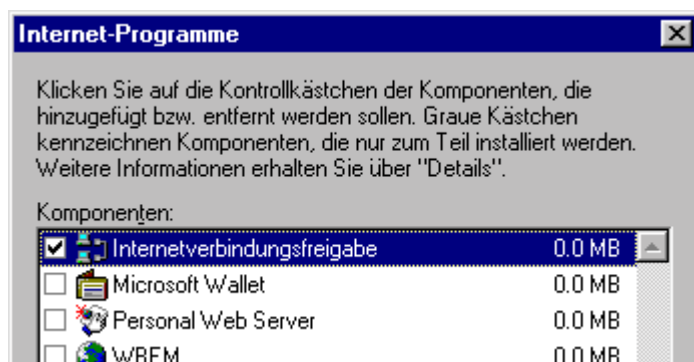 Internet-Programme
Klicken Sie auf die Kontrollkästchen der Komponenten, die
hinzugefügt bzw. entfernt werden sollen. Graue Kästchen
kennzeichnen Komponenten, die nur zum Teil installiert werden.
Weitere Informationen erhalten Sie über "Details".
Komponenten:
Internetverbindungsfreigabe 0.0 MB
Microsoft Wallet 0.0 MB
Personal Web Server 0.0 MB
WBEM 0.0 MB